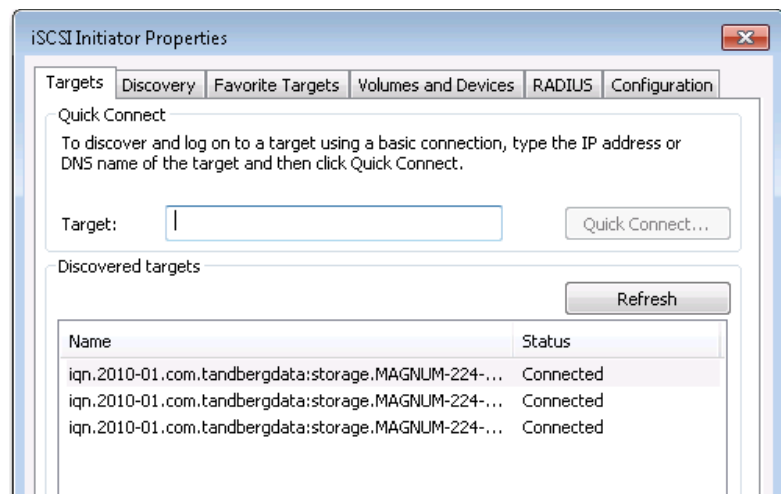 iSCSI Initiator Properties
Targets Discovery Favorite Targets Volumes and Devices RADIUS Configuration
Quick Connect
To discover and log on to a target using a basic connection, type the IP address or
DNS name of the target and then click Quick Connect.
Target: Quick Connect...
Discovered targets
Refresh
Name Status
iqn.2010-01.com.tandbergdata:storage.MAGNUM-224-... Connected
iqn.2010-01.com.tandbergdata:storage.MAGNUM-224-... Connected
iqn.2010-01.com.tandbergdata:storage.MAGNUM-224-... Connected